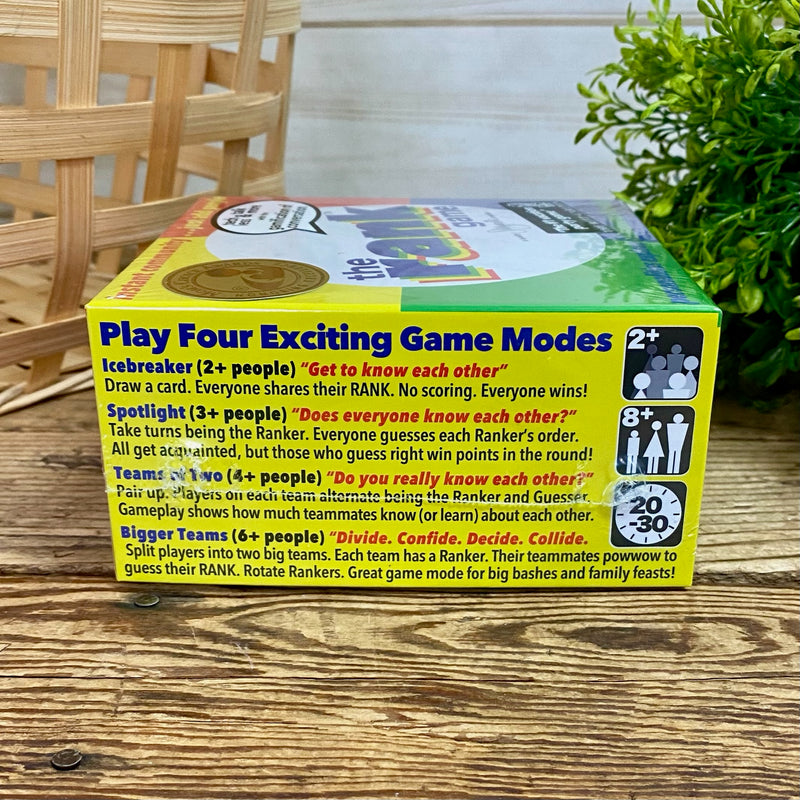 Instant community
the
rank
game
Play Four Exciting Game Modes
2+
Icebreaker (2+ people) "Get to know each other"
Draw a card. Everyone shares their RANK. No scoring. Everyone wins!
Spotlight (3+ people) "Does everyone know each other?"
8+
Take turns being the Ranker. Everyone guesses each Ranker's order.
All get acquainted, but those who guess right win points in the round!
Teams of Two (4+ people) "Do you really know each other?"
Pair up. Players on each team alternate being the Ranker and Guesser.
20
-30
Gameplay shows how much teammates know (or learn) about each other.
Bigger Teams (6+ people) "Divide. Confide. Decide. Collide.
Split players into two big teams. Each team has a Ranker. Their teammates powwow to
guess their RANK. Rotate Rankers. Great game mode for big bashes and family feasts!